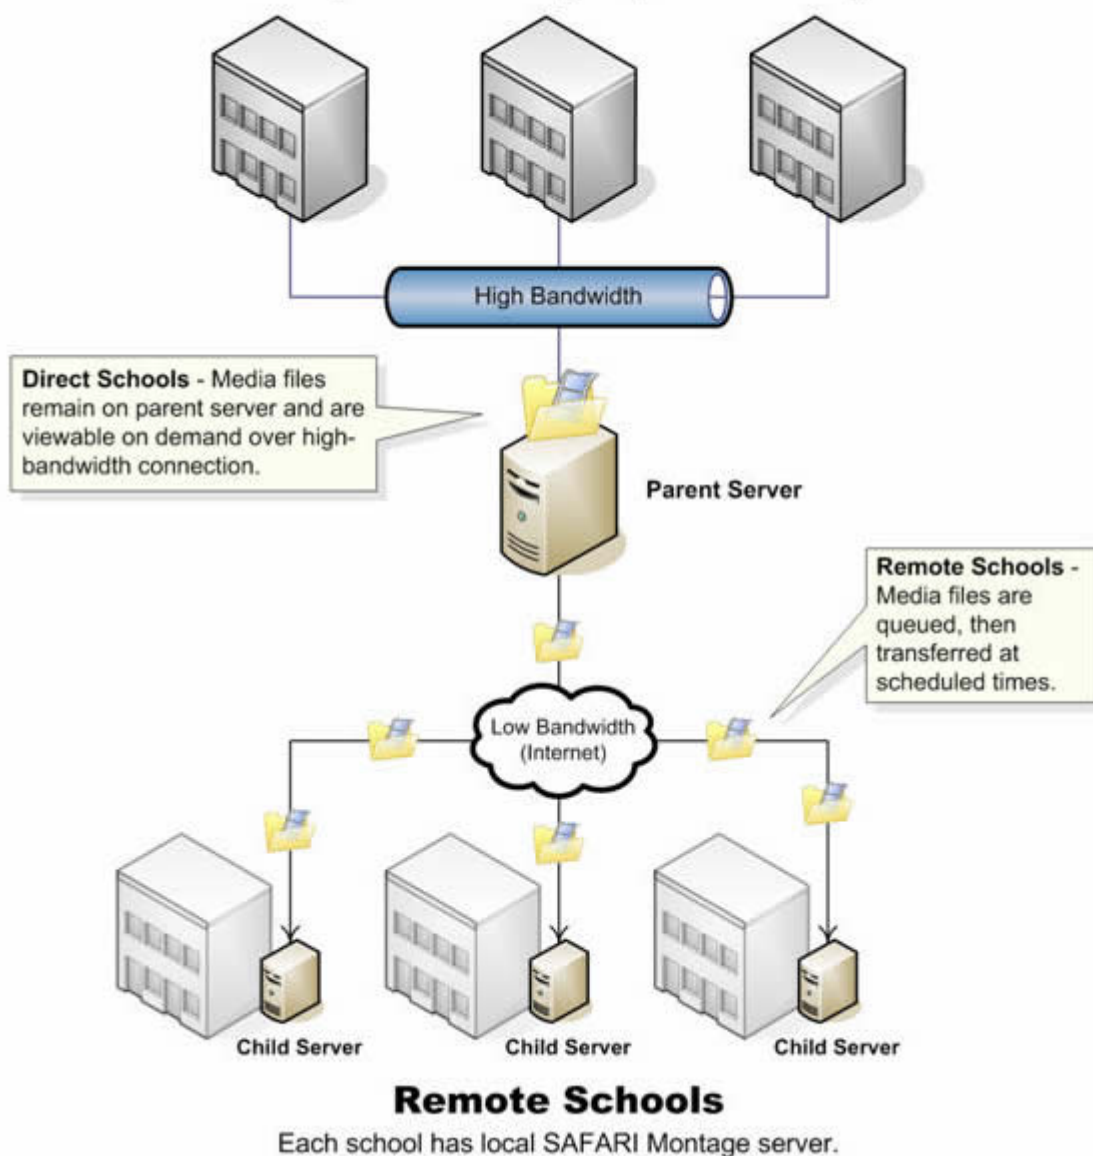 High Bandwidth
Direct Schools - Media files
remain on parent server and are
viewable on demand over high-
bandwidth connection.
Parent Server
Remote Schools -
Media files are
queued, then
transferred at
scheduled times.
Low Bandwidth
(Internet)
Child Server
Child Server
Child Server
Remote Schools
Each school has local SAFARI Montage server.